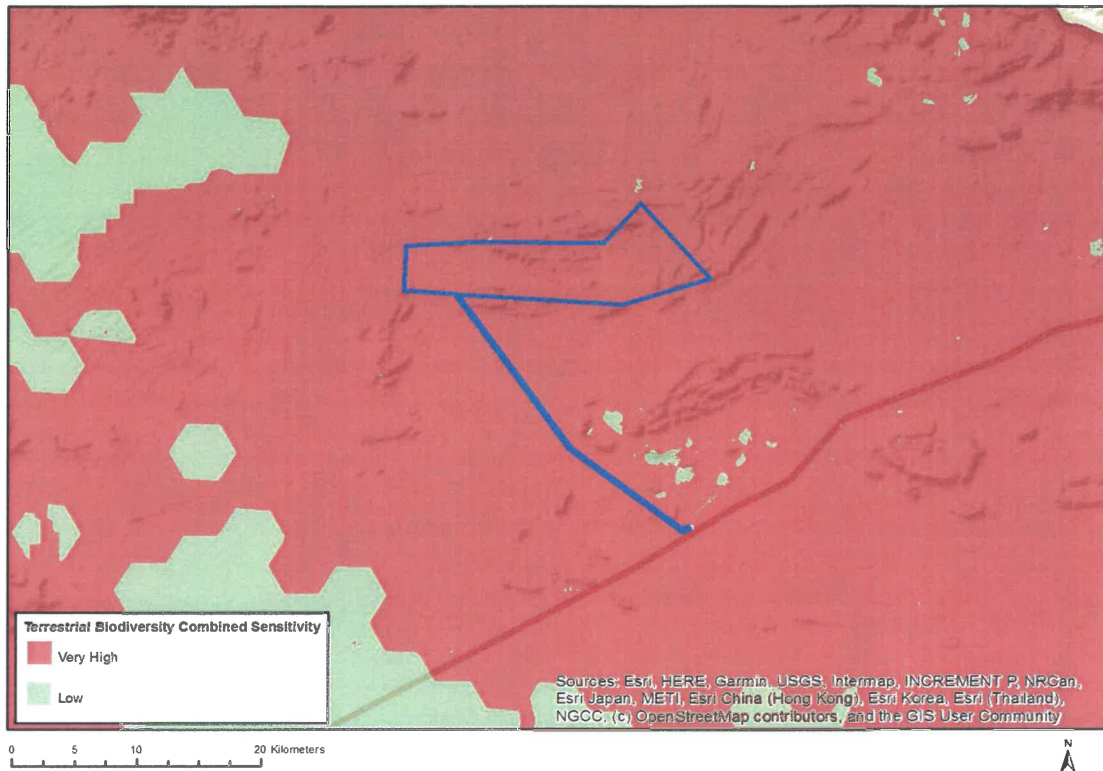 Terrestrial Biodiversity Combined Sensitivity
Very High
Low
Sources: Esri, HERE, Garmin, USGS, Intermap, INCREMENT P, NRCan,
Esri Japan, METI, Esri China (Hong Kong), Esri Korea, Esri (Thailand),
NGCC, (c) OpenStreetMap contributors, and the GIS User Community
0 5 10 20 Kilometers
N